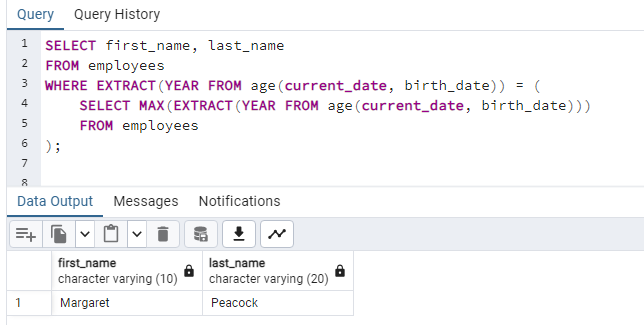 Query Query History
1 SELECT first_name, last_name
2 FROM employees
3 WHERE EXTRACT(YEAR FROM age(current_date, birth_date)) = (
4 SELECT MAX(EXTRACT(YEAR FROM age(current_date, birth_date)))
5 FROM employees
6 );
7
8
Data Output Messages Notifications
first_name last_name
character varying (10) character varying (20)
1 Margaret Peacock